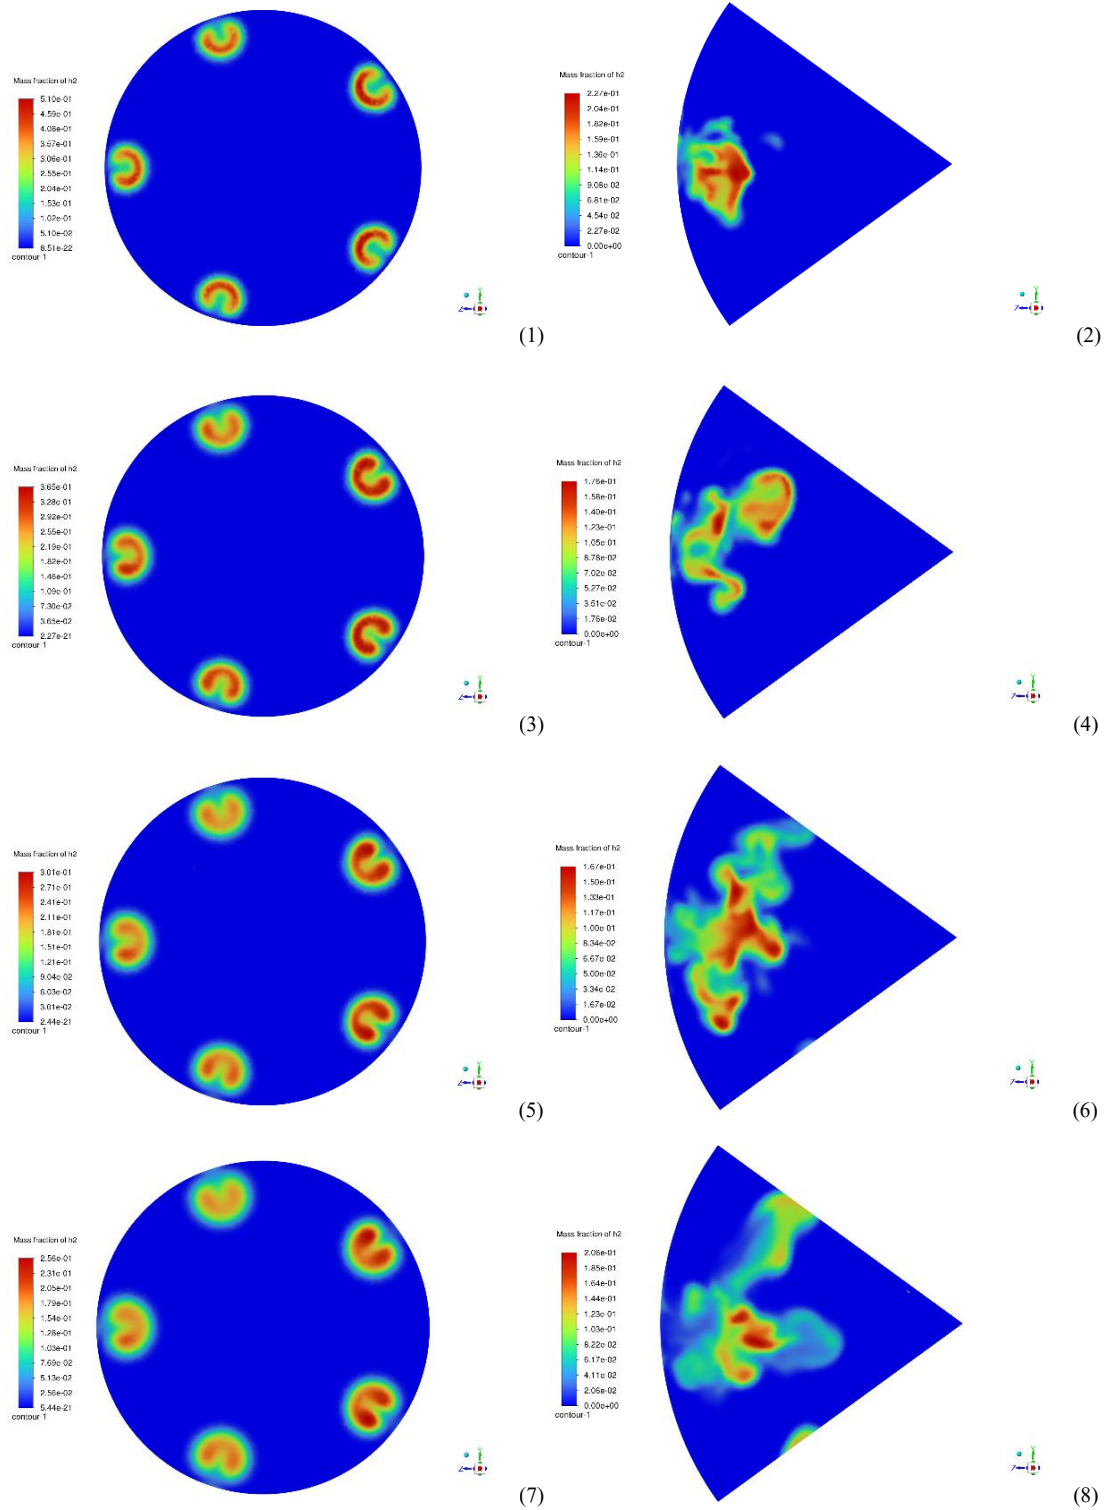 Mass fraction of h2
5.10e-01
4.59e-01
4.08e-01
3.57e-01
3.06e-01
2.55e-01
2.04e-01
1.53e-01
1.02e-01
5.10e-02
8.51e-22
contour-1
(1)
Mass fraction of h2
2.27e-01
2.04e-01
1.82e-01
1.59e-01
1.36e-01
1.14e-01
9.08e-02
6.81e-02
4.54e-02
2.27e-02
0.00e+00
contour-1
(2)
Mass fraction of h2
3.65e-01
3.28e-01
2.92e-01
2.55e-01
2.19e-01
1.82e-01
1.46e-01
1.09e-01
7.30e-02
3.65e-02
2.27e-21
contour-1
(3)
Mass fraction of h2
1.76e-01
1.58e-01
1.40e-01
1.23e-01
1.05e-01
8.78e-02
7.02e-02
5.27e-02
3.51e-02
1.76e-02
0.00e+00
contour-1
(4)
Mass fraction of h2
3.01e-01
2.71e-01
2.41e-01
2.11e-01
1.81e-01
1.51e-01
1.21e-01
9.04e-02
6.03e-02
3.01e-02
2.44e-21
contour-1
(5)
Mass fraction of h2
1.67e-01
1.50e-01
1.33e-01
1.17e-01
1.00e-01
8.34e-02
6.67e-02
5.00e-02
3.34e-02
1.67e-02
0.00e+00
contour-1
(6)
Mass fraction of h2
2.56e-01
2.31e-01
2.05e-01
1.79e-01
1.54e-01
1.28e-01
1.03e-01
7.69e-02
5.13e-02
2.56e-02
5.44e-21
contour-1
(7)
Mass fraction of h2
2.06e-01
1.85e-01
1.64e-01
1.44e-01
1.23e-01
1.03e-01
8.22e-02
6.17e-02
4.11e-02
2.06e-02
0.00e+00
contour-1
(8)